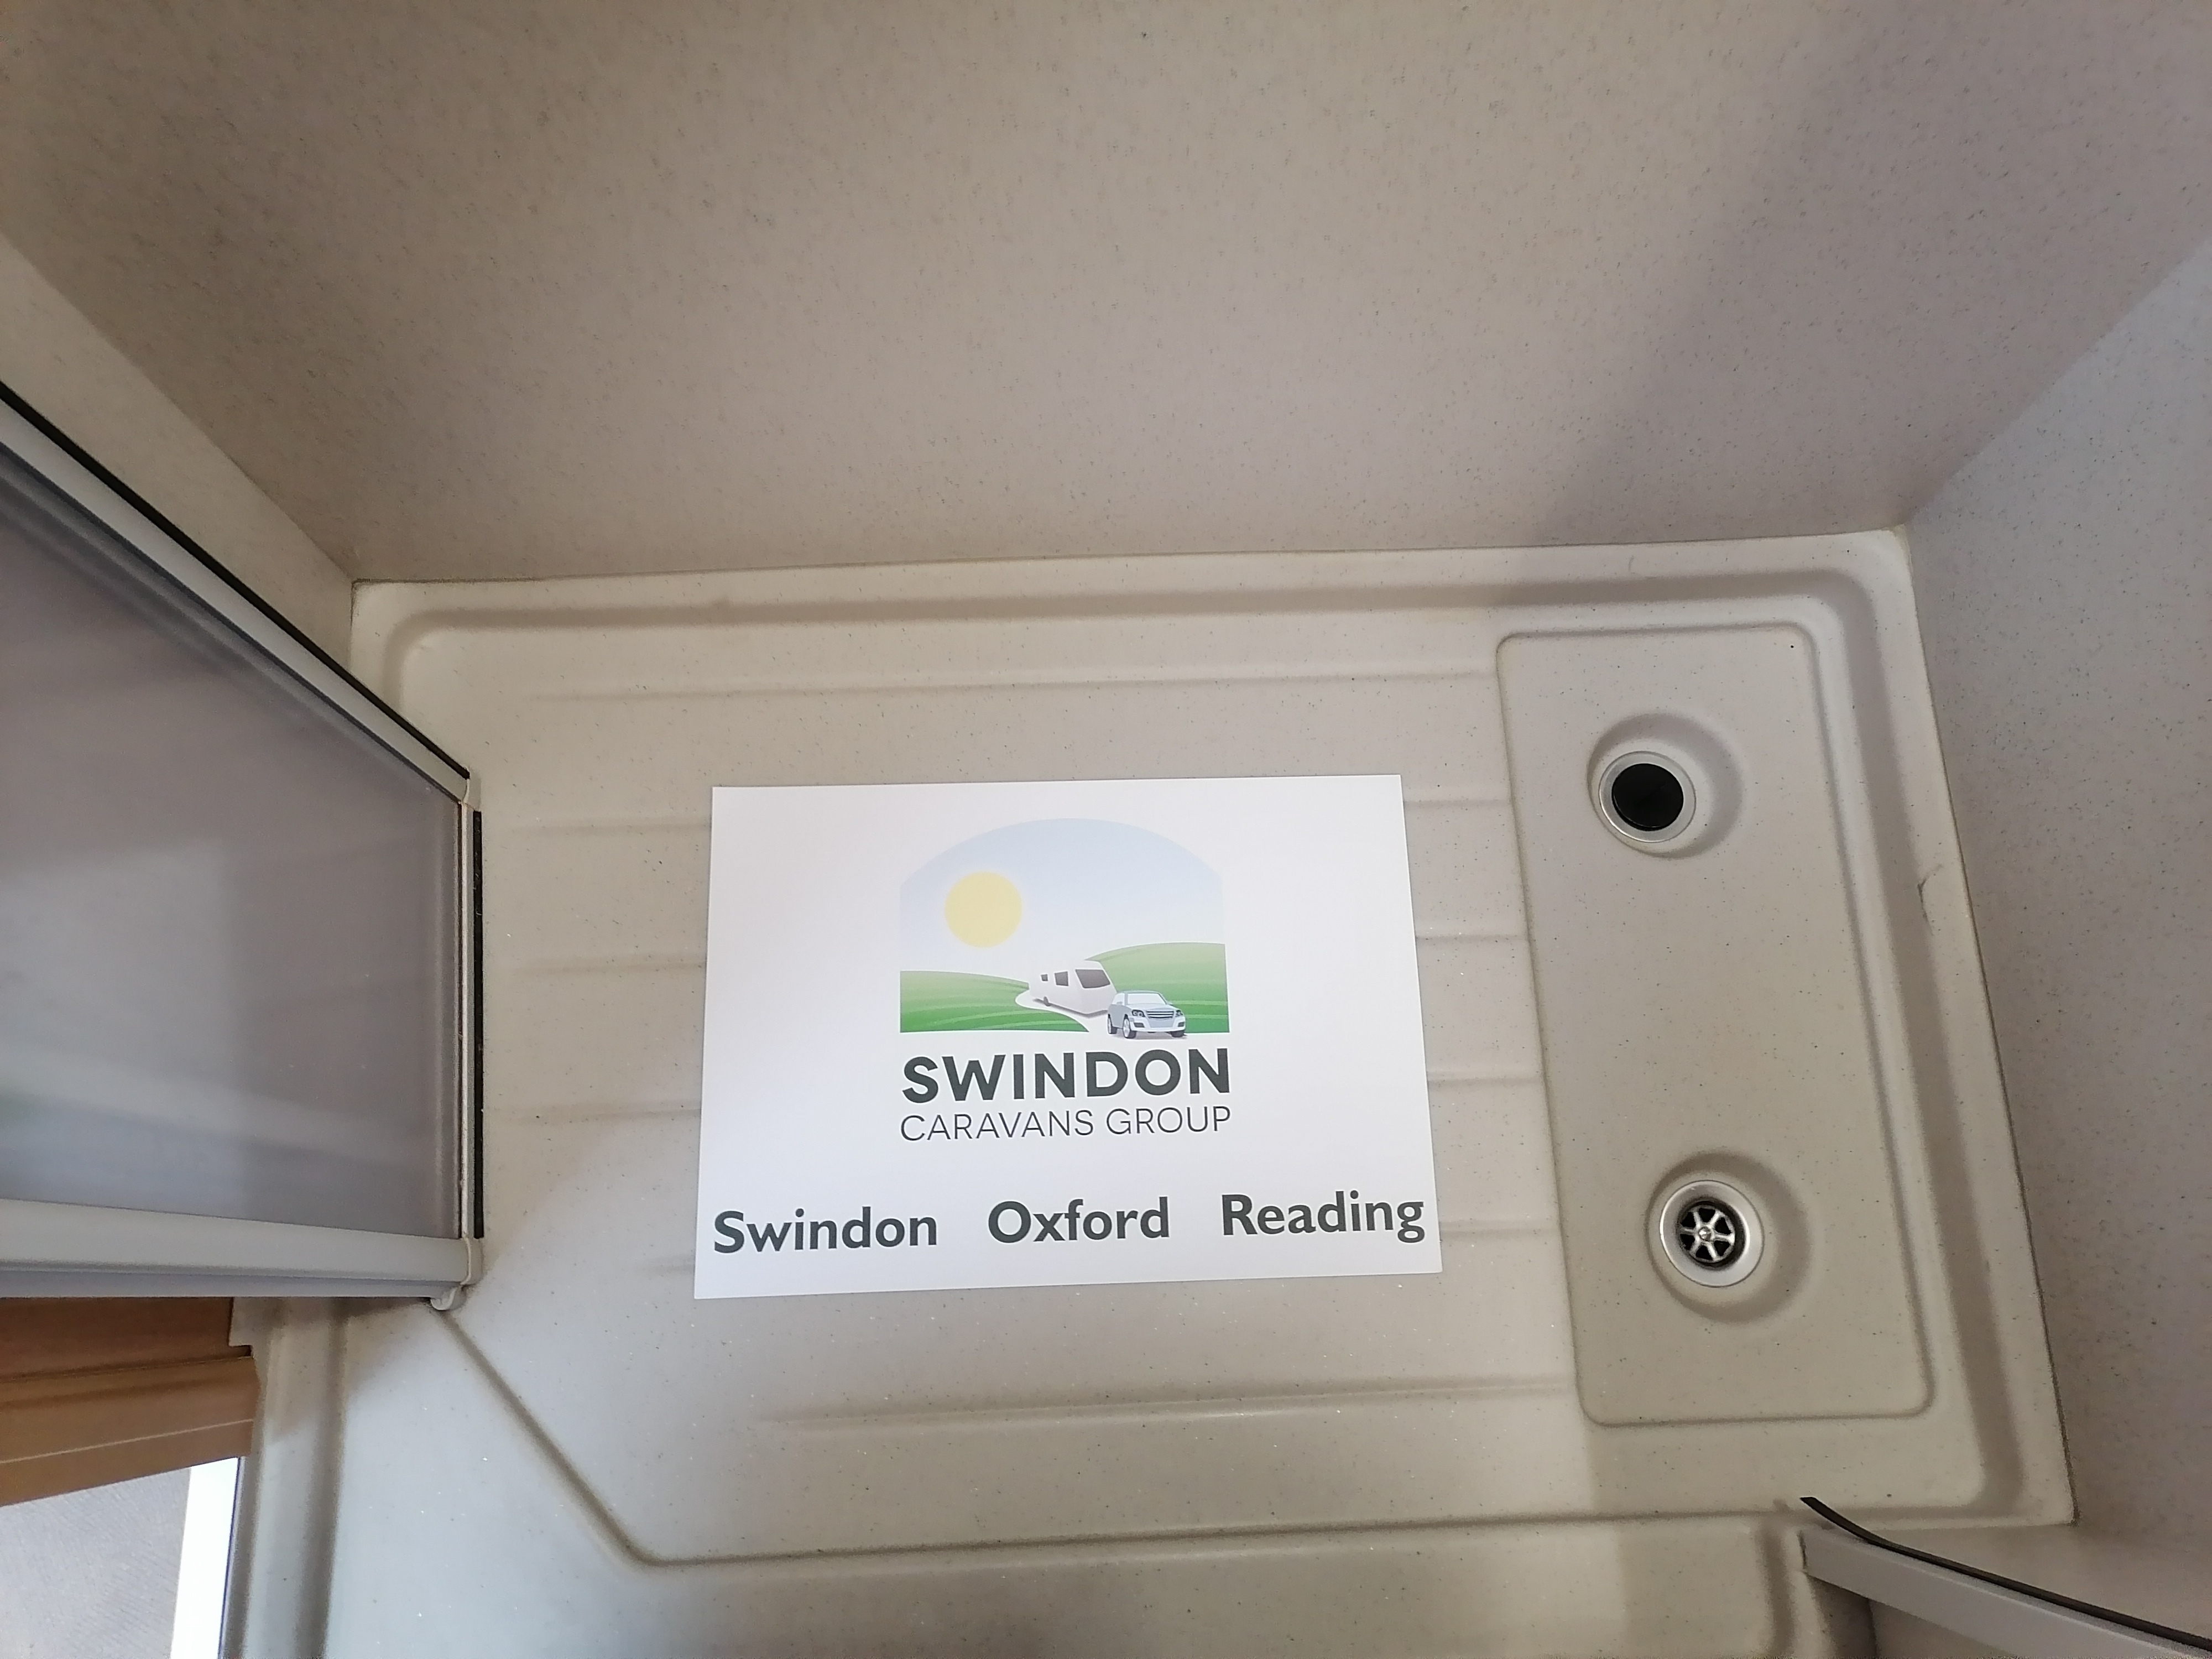 SWINDON
CARAVANS GROUP
Swindon Oxford Reading